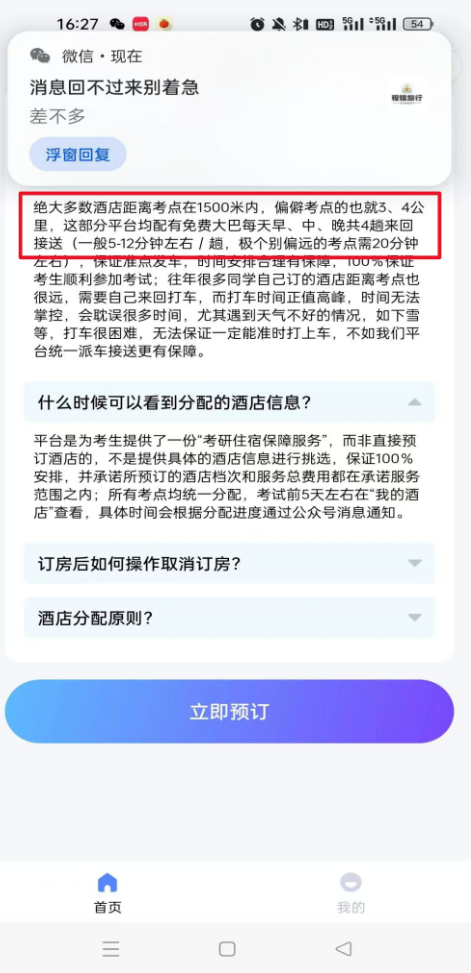 16:27
HD 5G 5G 54
微信·现在
消息回不过来别着急
差不多
浮窗回复
绝大多数酒店距离考点在1500米内，偏僻考点的也就3、4公
里，这部分平台均配有免费大巴每天早、中、晚共4趟来回
接送（一般5-12分钟左右 / 趟，极个别偏远的考点需20分钟
左右），保证准点发车，时间安排合理有保障，100%保证
考生顺利参加考试；往年很多同学自己订的酒店距离考点也
很远，需要自己来回打车，而打车时间正值高峰，时间无法
掌控，会耽误很多时间，尤其遇到天气不好的情况，如下雪
等，打车很困难，无法保证一定能准时打上车，不如我们平
台统一派车接送更有保障。
什么时候可以看到分配的酒店信息？
平台是为考生提供了一份“考研住宿保障服务”，而非直接预
订酒店的，不是提供具体的酒店信息进行挑选，保证100%
安排，并承诺所预订的酒店档次和服务总费用都在承诺服务
范围之内；所有考点均统一分配，考试前5天左右在“我的酒
店”查看，具体时间会根据分配进度通过公众号消息通知。
订房后如何操作取消订房？
酒店分配原则？
立即预订
首页
我的